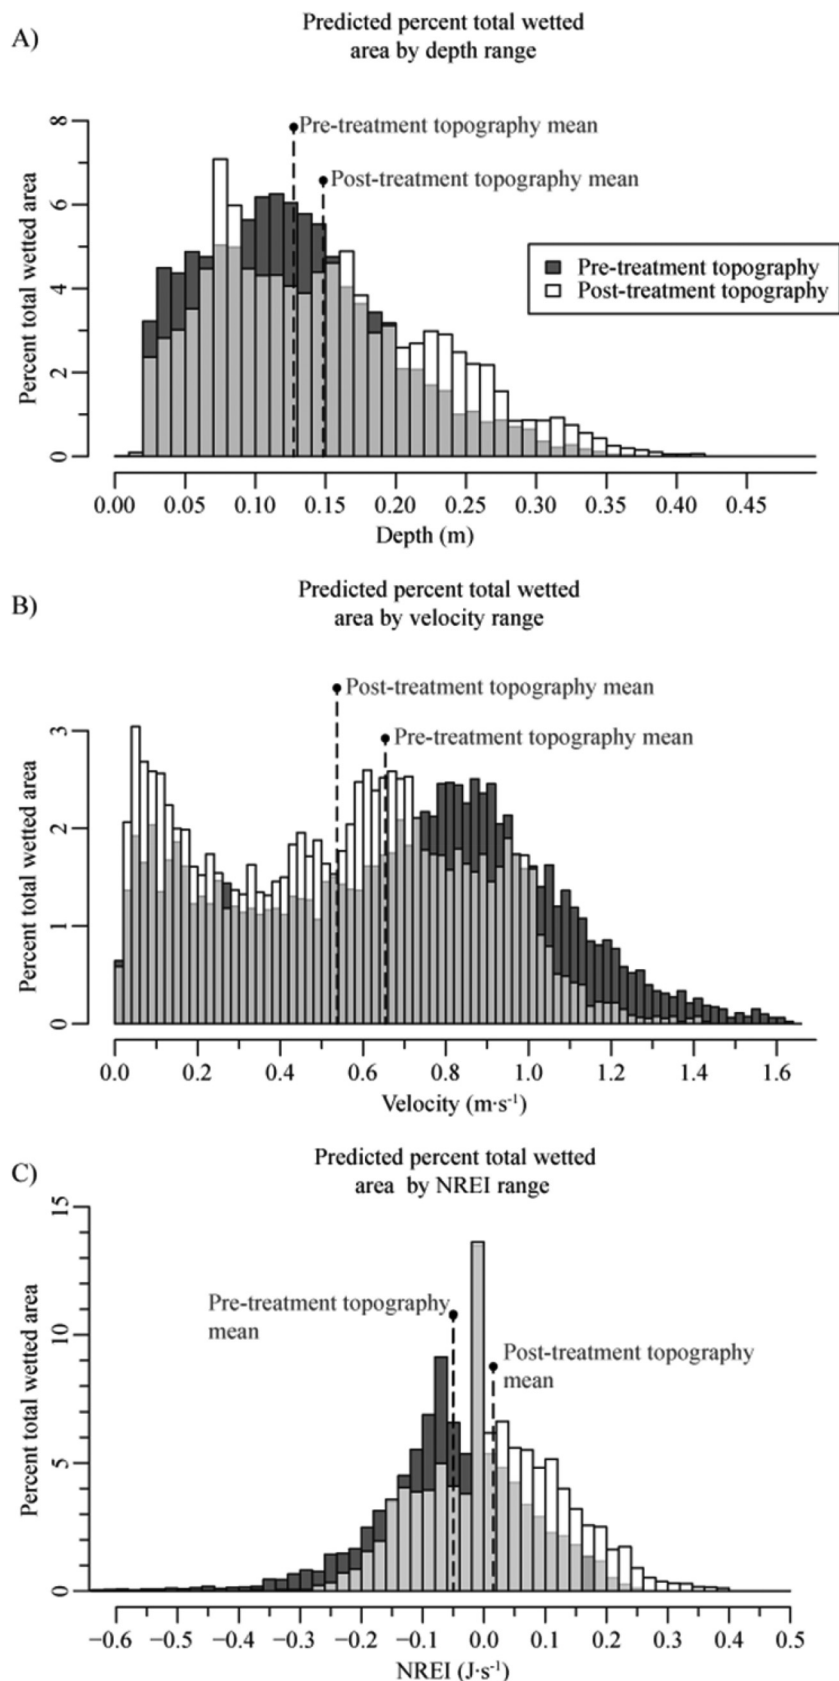 A)
Predicted percent total wetted
area by depth range
Percent total wetted area
8
6
4
2
0
Pre-treatment topography mean
Post-treatment topography mean
Pre-treatment topography
Post-treatment topography
0.00 0.05 0.10 0.15 0.20 0.25 0.30 0.35 0.40 0.45
Depth (m)
B)
Predicted percent total wetted
area by velocity range
Percent total wetted area
3
2
1
0
Post-treatment topography mean
Pre-treatment topography mean
0.0 0.2 0.4 0.6 0.8 1.0 1.2 1.4 1.6
Velocity (m·s⁻¹)
C)
Predicted percent total wetted
area by NREI range
Percent total wetted area
15
10
5
0
Pre-treatment topography
mean
Post-treatment topography
mean
−0.6 −0.5 −0.4 −0.3 −0.2 −0.1 0.0 0.1 0.2 0.3 0.4 0.5
NREI (J·s⁻¹)